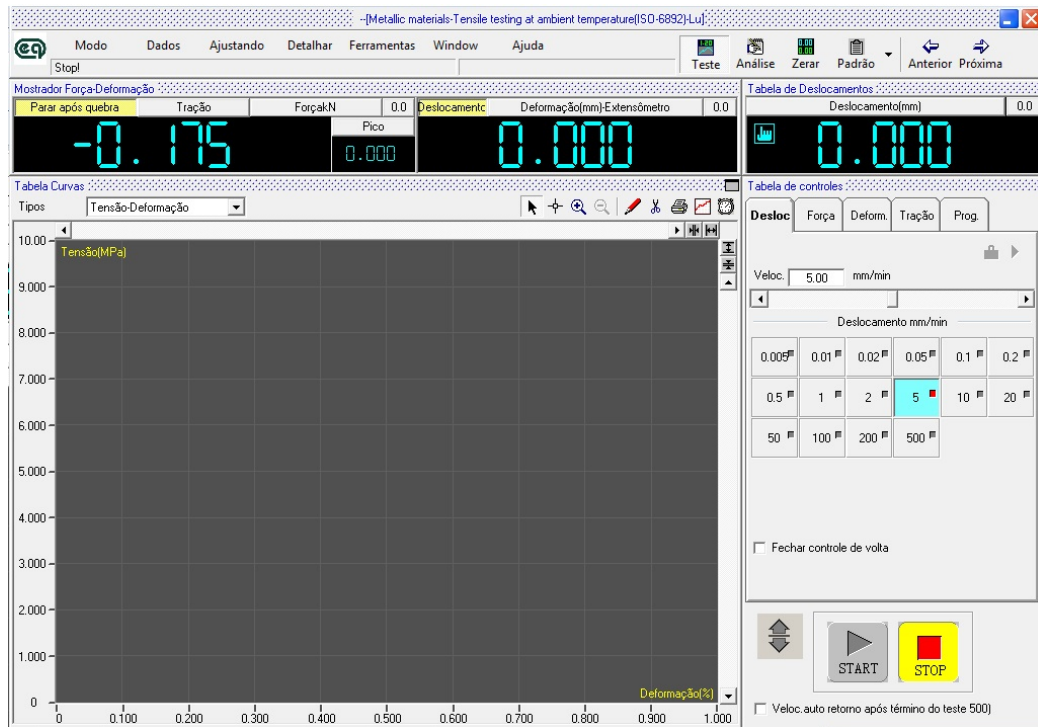 --[Metallic materials-Tensile testing at ambient temperature(ISO-6892)-Lu]
eq Modo Dados Ajustando Detalhar Ferramentas Window Ajuda
Stop!
Teste Análise Zerar Padrão Anterior Próxima
Mostrador Força-Deformação
Parar após quebra Tração ForçakN 0.0 Deslocamentc Deformação(mm)-Extensômetro 0.0
-0.175 Pico 0.000 0.000
Tabela de Deslocamentos
Deslocamento(mm) 0.0
0.000
Tabela Curvas
Tipos Tensão-Deformação
10.00
Tensão(MPa)
9.000
8.000
7.000
6.000
5.000
4.000
3.000
2.000
1.000
0
Deformação(%)
0 0.100 0.200 0.300 0.400 0.500 0.600 0.700 0.800 0.900 1.000
Tabela de controles
Desloc Força Deform. Tração Prog.
Veloc. 5.00 mm/min
Deslocamento mm/min
0.005 0.01 0.02 0.05 0.1 0.2
0.5 1 2 5 10 20
50 100 200 500
Fechar controle de volta
START STOP
Veloc.auto retorno após término do teste 500)